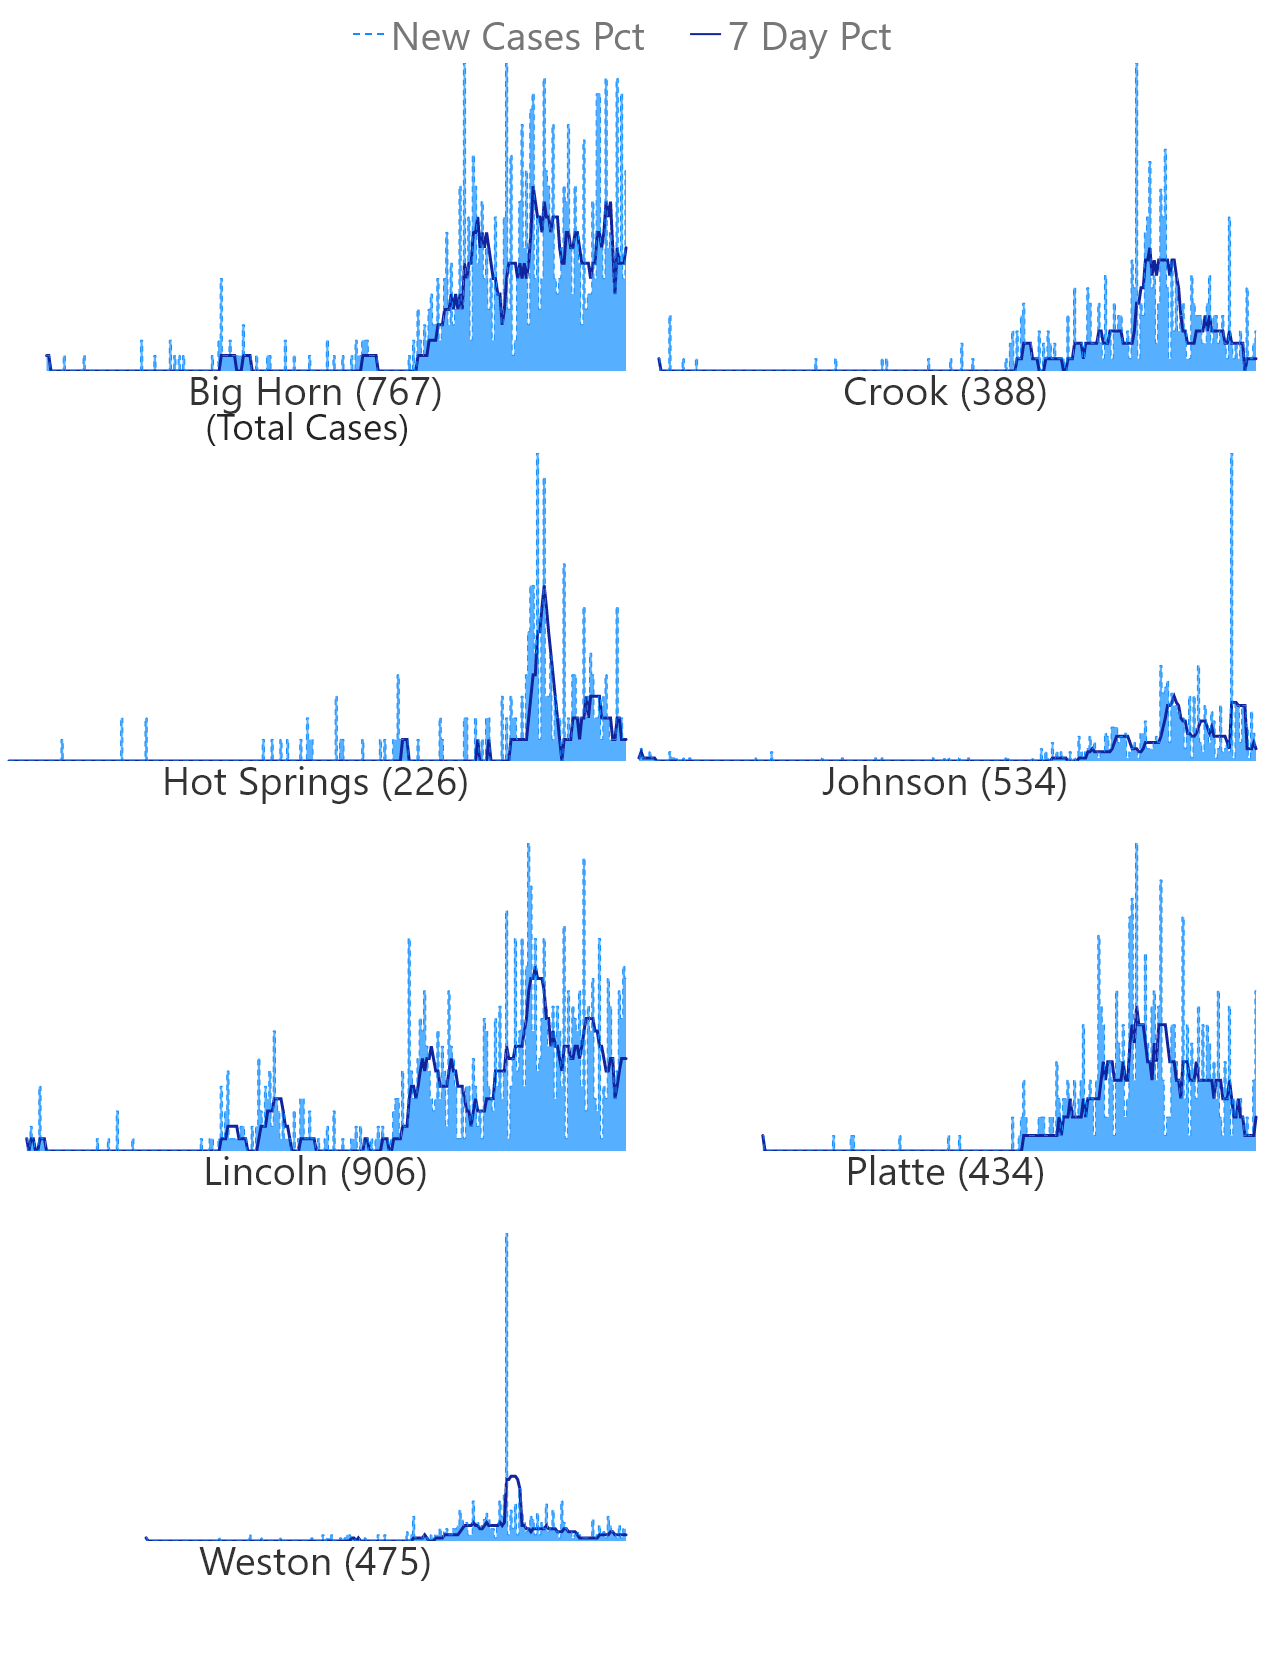 New Cases Pct 7 Day Pct
Big Horn (767)
(Total Cases)
Crook (388)
Hot Springs (226)
Johnson (534)
Lincoln (906)
Platte (434)
Weston (475)